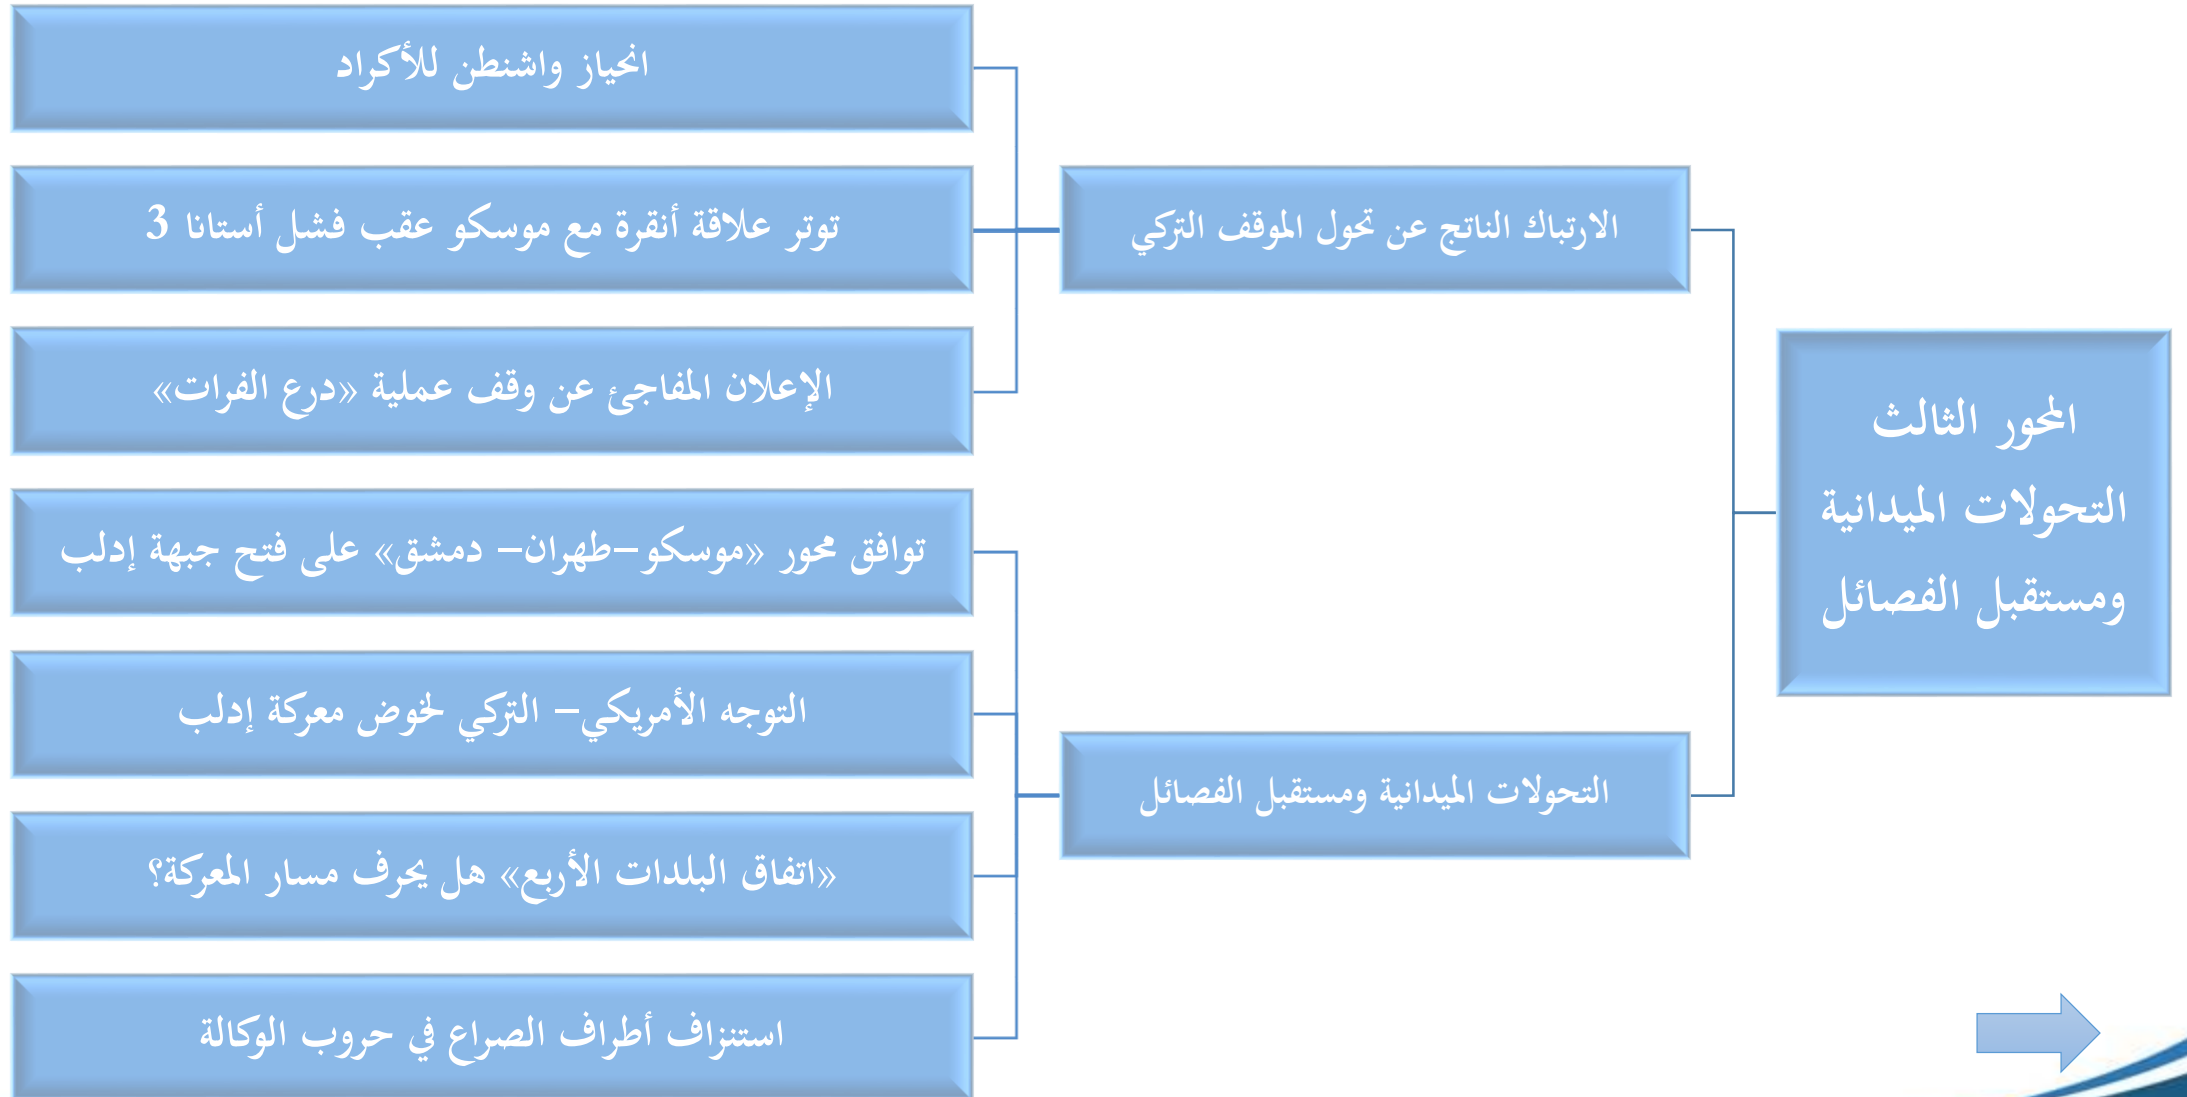 المحور الثالث
التحولات الميدانية
ومستقبل الفصائل
الارتباك الناتج عن تحول الموقف التركي
انحياز واشنطن للأكراد
توتر علاقة أنقرة مع موسكو عقب فشل أستانا 3
الإعلان المفاجئ عن وقف عملية «درع الفرات»
التحولات الميدانية ومستقبل الفصائل
توافق محور «موسكو–طهران– دمشق» على فتح جبهة إدلب
التوجه الأمريكي– التركي لخوض معركة إدلب
«اتفاق البلدات الأربع» هل يحرف مسار المعركة؟
استنزاف أطراف الصراع في حروب الوكالة